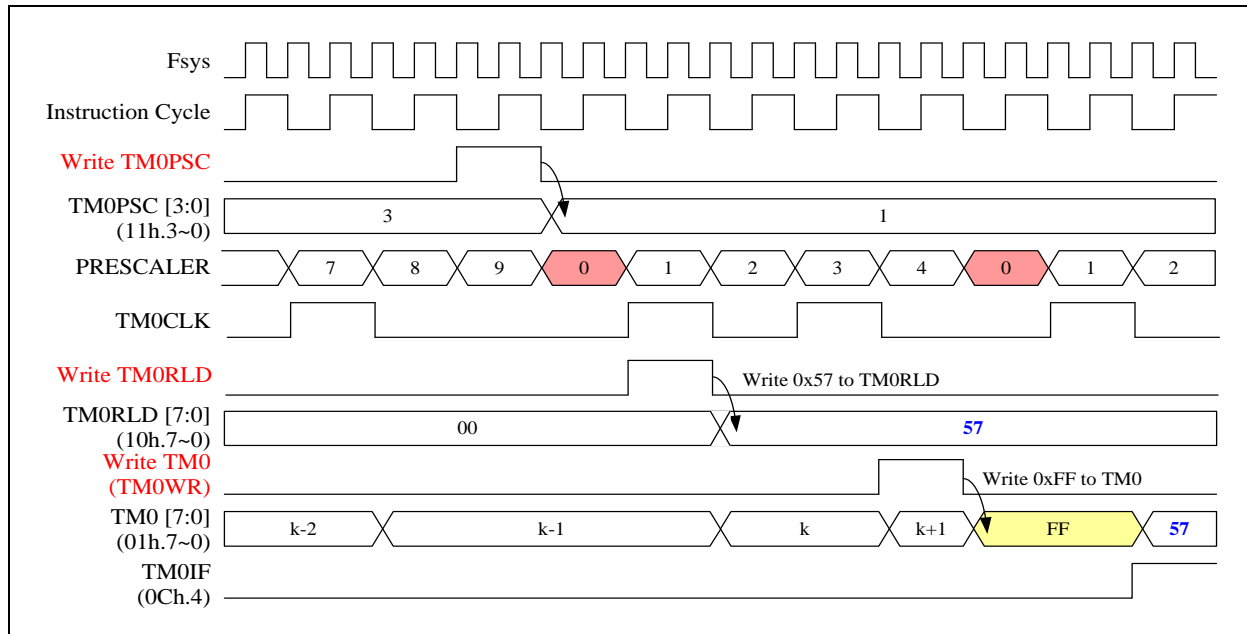 Fsys
Instruction Cycle
Write TM0PSC
TM0PSC [3:0]
(11h.3~0)
3
1
PRESCALER
7
8
9
0
1
2
3
4
0
1
2
TM0CLK
Write TM0RLD
Write 0x57 to TM0RLD
TM0RLD [7:0]
(10h.7~0)
00
57
Write TM0
(TM0WR)
Write 0xFF to TM0
TM0 [7:0]
(01h.7~0)
k-2
k-1
k
k+1
FF
57
TM0IF
(0Ch.4)